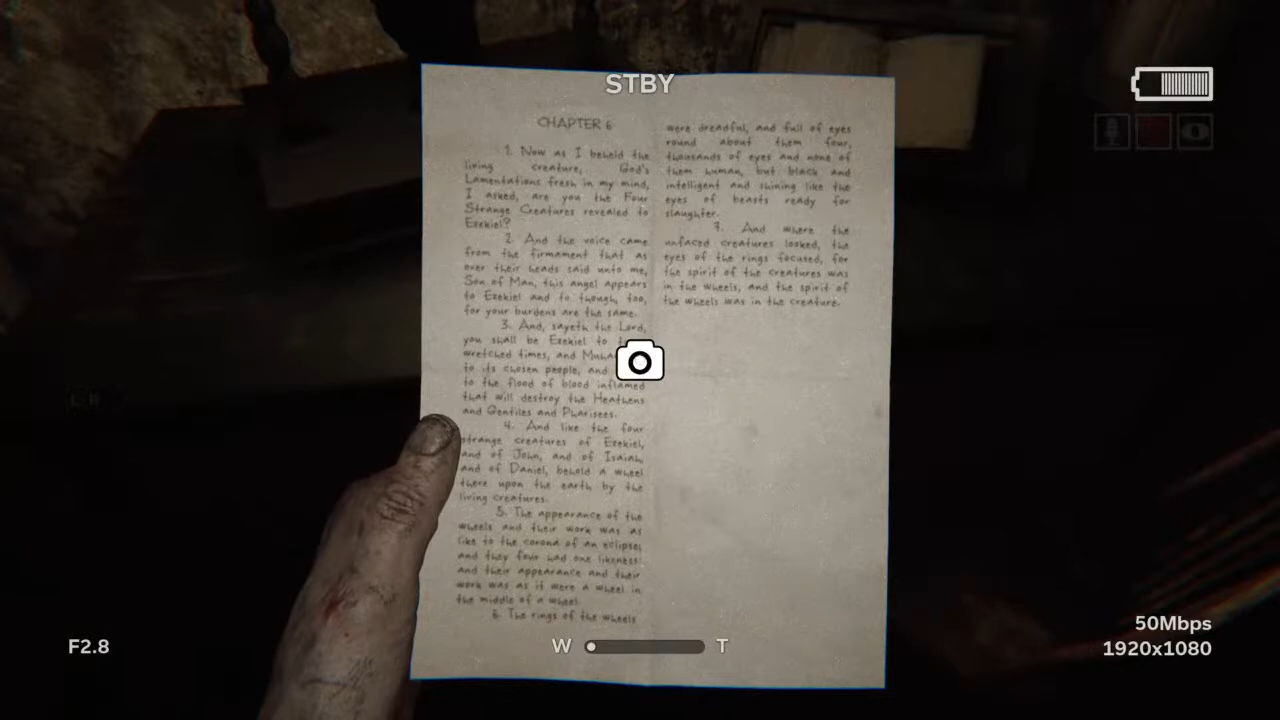 STBY
CHAPTER 6
1. Now as I beheld the
living creature, God's
Lamentations fresh in my mind,
I asked, are you the Four
Strange Creatures revealed to
Ezekiel?
2. And the voice came
from the firmament that as
over their heads said unto me,
Son of Man, this angel appears
to Ezekiel and to though, too,
for your burdens are the same.
3. And, sayeth the Lord,
you shall be Ezekiel to
wretched times, and
to its chosen people, and
to the flood of blood inflamed
that will destroy the Heathens
and Gentiles and Pharisees.
4. And like the four
strange creatures of Ezekiel,
and of John, and of Isaiah,
and of Daniel, behold a wheel
there upon the earth by the
living creatures.
5. The appearance of the
wheels and their work was as
like to the corona of an eclipse;
and they four had one likeness:
and their appearance and their
work was as it were a wheel in
the middle of a wheel.
6. The rings of the wheels
were dreadful, and full of eyes
round about them four,
thousands of eyes and none of
them human, but black and
intelligent and shining like the
eyes of beasts ready for
slaughter.
7. And where the
unfaced creatures looked, the
eyes of the rings focused, for
the spirit of the creatures was
in the wheels, and the spirit of
the wheels was in the creature.
F2.8
W T
50Mbps
1920x1080